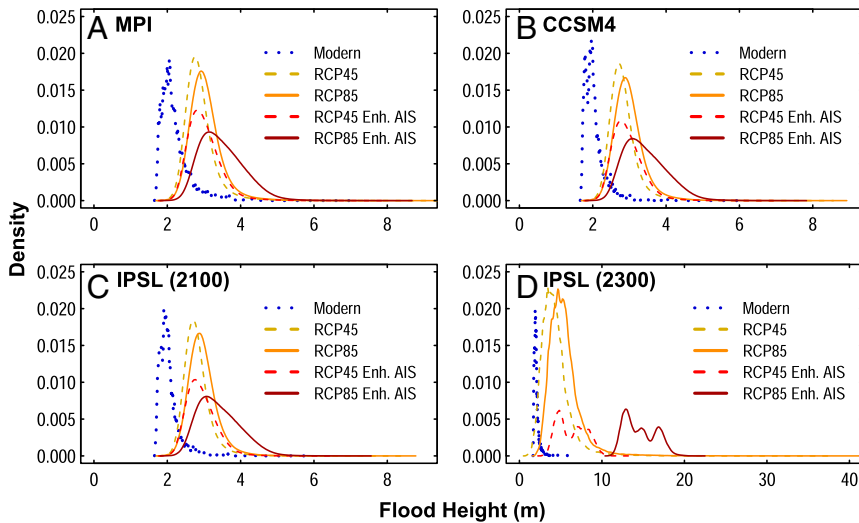 A MPI
0.025
0.020
0.015
0.010
0.005
0.000
0 2 4 6 8
Modern
RCP45
RCP85
RCP45 Enh. AIS
RCP85 Enh. AIS
B CCSM4
0.025
0.020
0.015
0.010
0.005
0.000
0 2 4 6 8
Modern
RCP45
RCP85
RCP45 Enh. AIS
RCP85 Enh. AIS
Density
C IPSL (2100)
0.025
0.020
0.015
0.010
0.005
0.000
0 2 4 6 8
Modern
RCP45
RCP85
RCP45 Enh. AIS
RCP85 Enh. AIS
D IPSL (2300)
0.025
0.020
0.015
0.010
0.005
0.000
0 10 20 30 40
Modern
RCP45
RCP85
RCP45 Enh. AIS
RCP85 Enh. AIS
Flood Height (m)